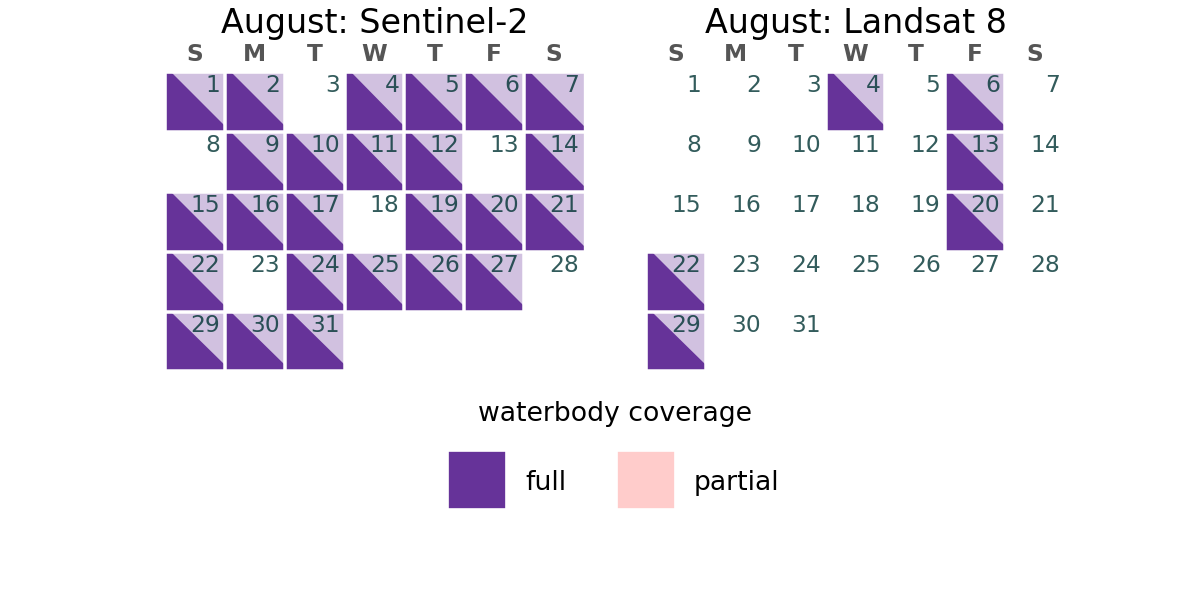 August: Sentinel-2
S M T W T F S
1 2 3 4 5 6 7
8 9 10 11 12 13 14
15 16 17 18 19 20 21
22 23 24 25 26 27 28
29 30 31
August: Landsat 8
S M T W T F S
1 2 3 4 5 6 7
8 9 10 11 12 13 14
15 16 17 18 19 20 21
22 23 24 25 26 27 28
29 30 31
waterbody coverage
full partial